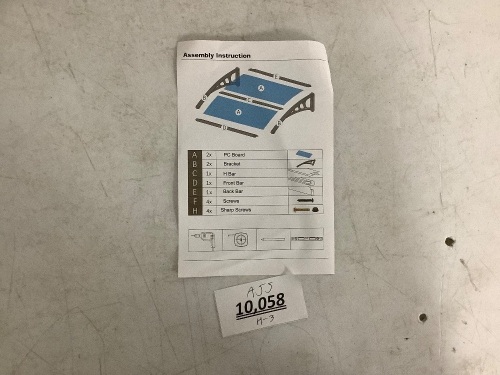 Assembly Instruction
E
A
C
A
B
B
D
A 2x PC Board
B 2x Bracket
C 1x H Bar
D 1x Front Bar
E 1x Back Bar
F 4x Screws
H 4x Sharp Screws
AJJ
10,058
H-3